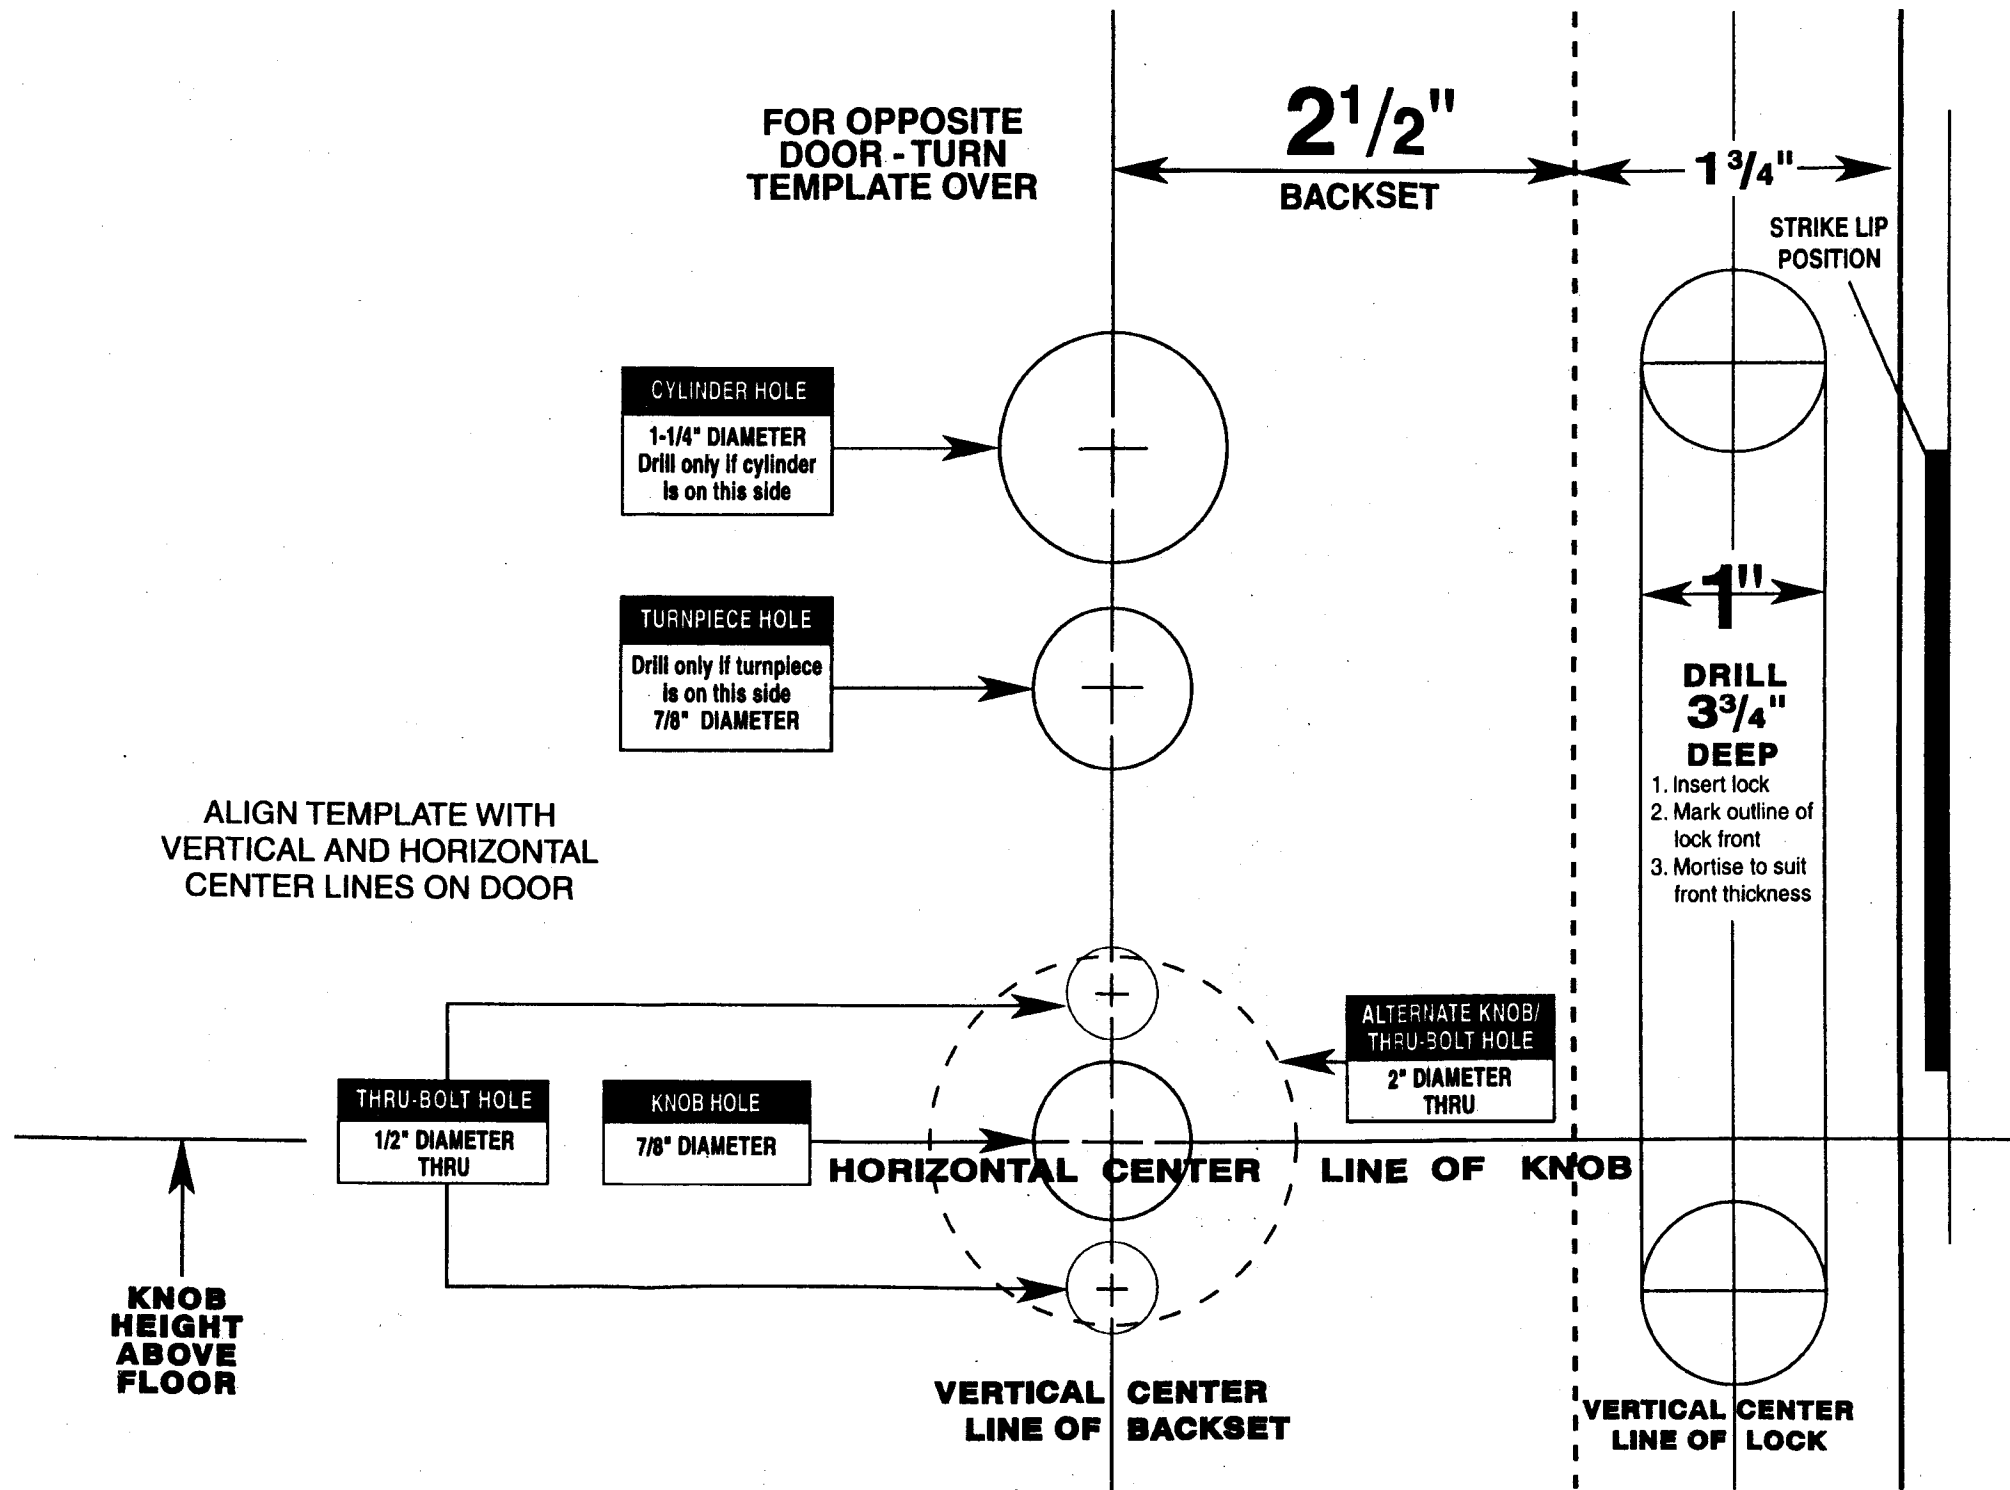 FOR OPPOSITE
DOOR - TURN
TEMPLATE OVER
2 1/2"
BACKSET
1 3/4"
STRIKE LIP
POSITION
CYLINDER HOLE
1-1/4" DIAMETER
Drill only if cylinder
is on this side
TURNPIECE HOLE
Drill only if turnpiece
is on this side
7/8" DIAMETER
1"
DRILL
3 3/4"
DEEP
1. Insert lock
2. Mark outline of
lock front
3. Mortise to suit
front thickness
ALIGN TEMPLATE WITH
VERTICAL AND HORIZONTAL
CENTER LINES ON DOOR
ALTERNATE KNOB/
THRU-BOLT HOLE
2" DIAMETER
THRU
THRU-BOLT HOLE
1/2" DIAMETER
THRU
KNOB HOLE
7/8" DIAMETER
HORIZONTAL CENTER LINE OF KNOB
KNOB
HEIGHT
ABOVE
FLOOR
VERTICAL CENTER
LINE OF BACKSET
VERTICAL CENTER
LINE OF LOCK